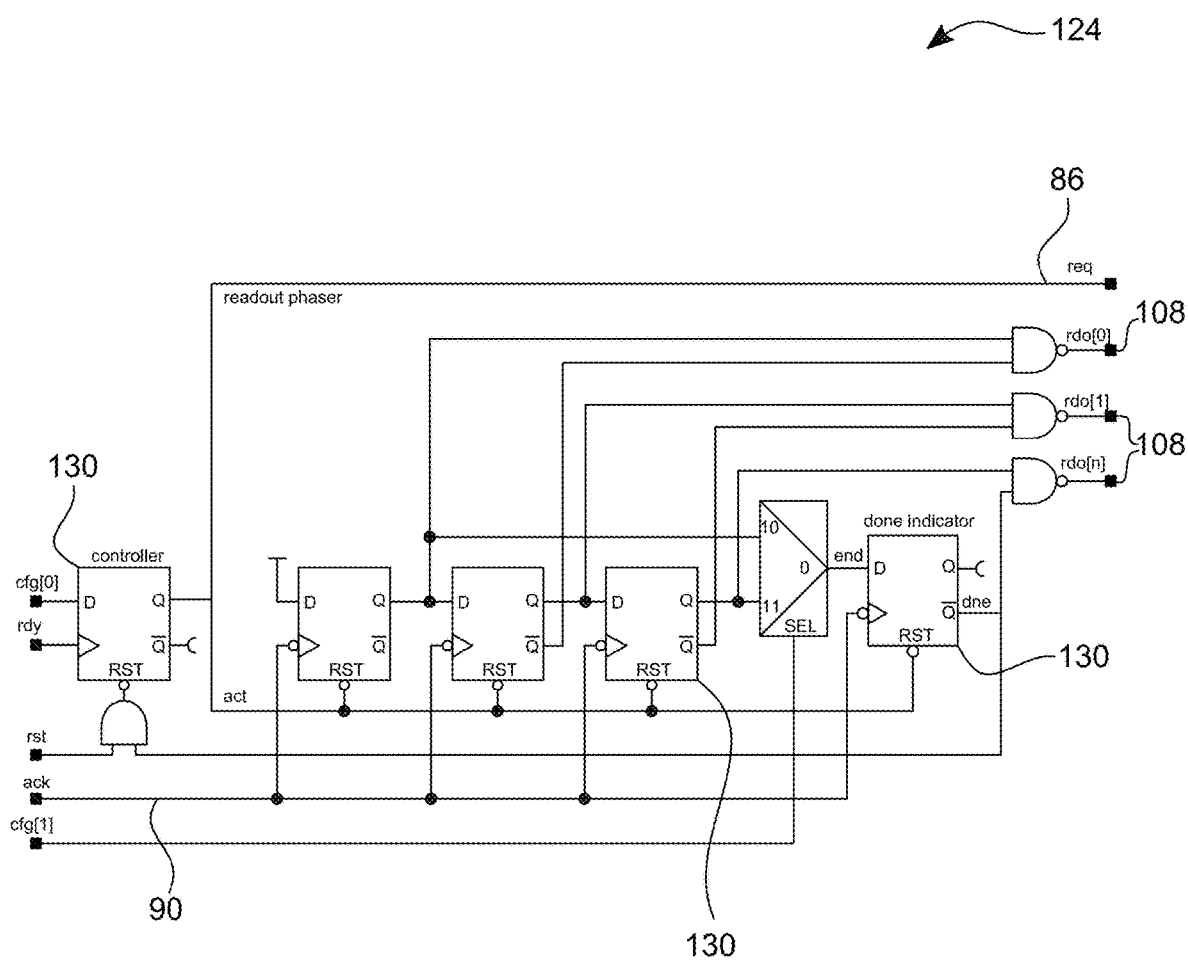 124
86
req
readout phaser
108
rdo[0]
rdo[1]
108
rdo[n]
130
controller
done indicator
10
0
end
11
SEL
cfg[0]
rdy
D
Q
Q
RST
D
Q
Q
RST
D
Q
Q
RST
D
Q
Q
RST
D
Q
Q
RST
dne
130
act
rst
ack
cfg[1]
90
130